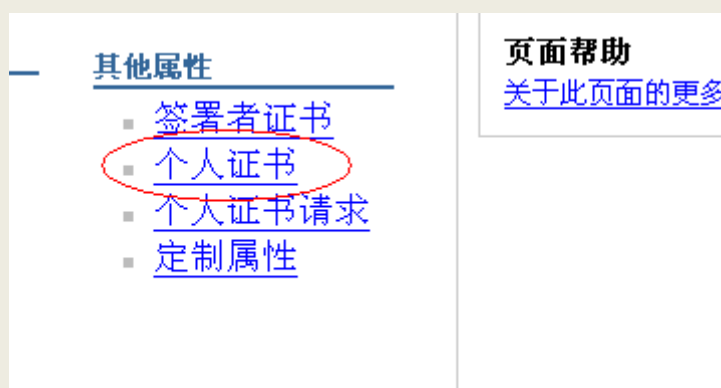 其他属性
签署者证书
个人证书
个人证书请求
定制属性
页面帮助
关于此页面的更多